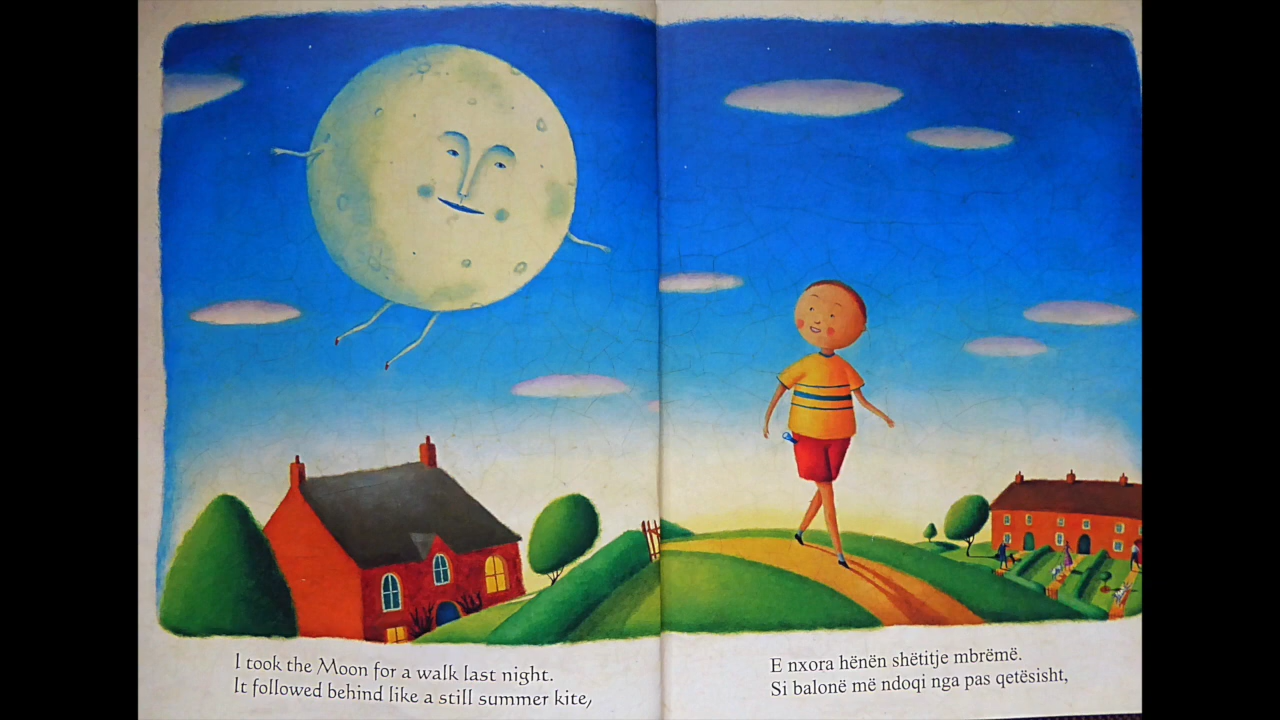 I took the Moon for a walk last night.
It followed behind like a still summer kite,
E nxora hënën shëtitje mbrëmë.
Si balonë më ndoqi nga pas qetësisht,